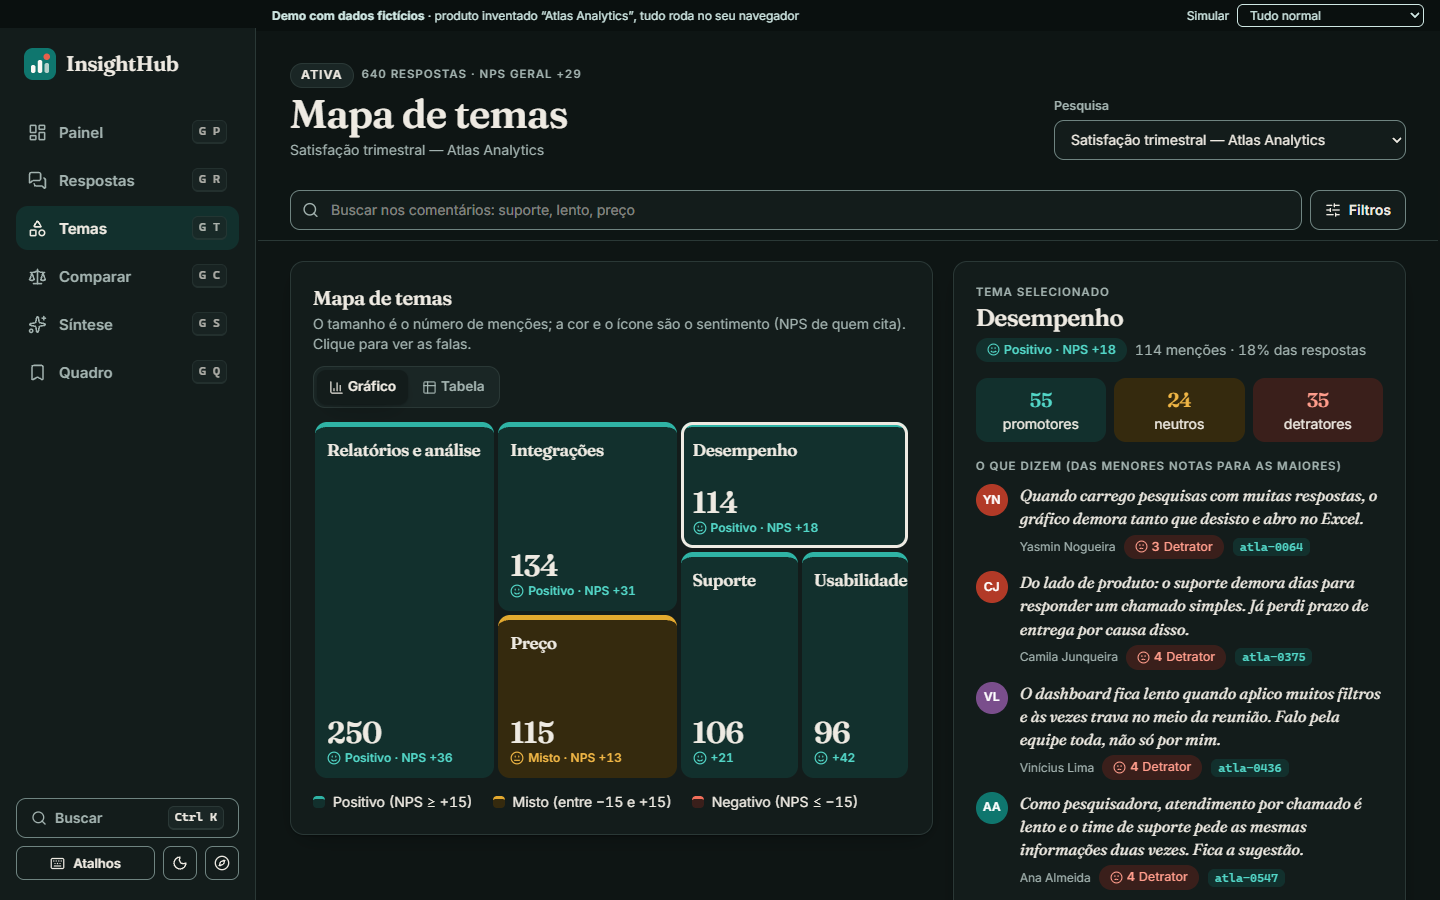 Demo com dados fictícios · produto inventado “Atlas Analytics”, tudo roda no seu navegador
Simular
Tudo normal
InsightHub
Painel
G P
Respostas
G R
Temas
G T
Comparar
G C
Síntese
G S
Quadro
G Q
Buscar
Ctrl K
Atalhos
ATIVA
640 RESPOSTAS · NPS GERAL +29
Mapa de temas
Satisfação trimestral — Atlas Analytics
Pesquisa
Satisfação trimestral — Atlas Analytics
Buscar nos comentários: suporte, lento, preço
Filtros
Mapa de temas
O tamanho é o número de menções; a cor e o ícone são o sentimento (NPS de quem cita).
Clique para ver as falas.
Gráfico
Tabela
Relatórios e análise
250
Positivo · NPS +36
Integrações
134
Positivo · NPS +31
Preço
115
Misto · NPS +13
Desempenho
114
Positivo · NPS +18
Suporte
106
+21
Usabilidade
96
+42
Positivo (NPS ≥ +15)
Misto (entre −15 e +15)
Negativo (NPS ≤ −15)
TEMA SELECIONADO
Desempenho
Positivo · NPS +18
114 menções · 18% das respostas
55
promotores
24
neutros
35
detratores
O QUE DIZEM (DAS MENORES NOTAS PARA AS MAIORES)
YN
Quando carrego pesquisas com muitas respostas, o
gráfico demora tanto que desisto e abro no Excel.
Yasmin Nogueira
3 Detrator
atla-0064
CJ
Do lado de produto: o suporte demora dias para
responder um chamado simples. Já perdi prazo de
entrega por causa disso.
Camila Junqueira
4 Detrator
atla-0375
VL
O dashboard fica lento quando aplico muitos filtros
e às vezes trava no meio da reunião. Falo pela
equipe toda, não só por mim.
Vinícius Lima
4 Detrator
atla-0436
AA
Como pesquisadora, atendimento por chamado é
lento e o time de suporte pede as mesmas
informações duas vezes. Fica a sugestão.
Ana Almeida
4 Detrator
atla-0547